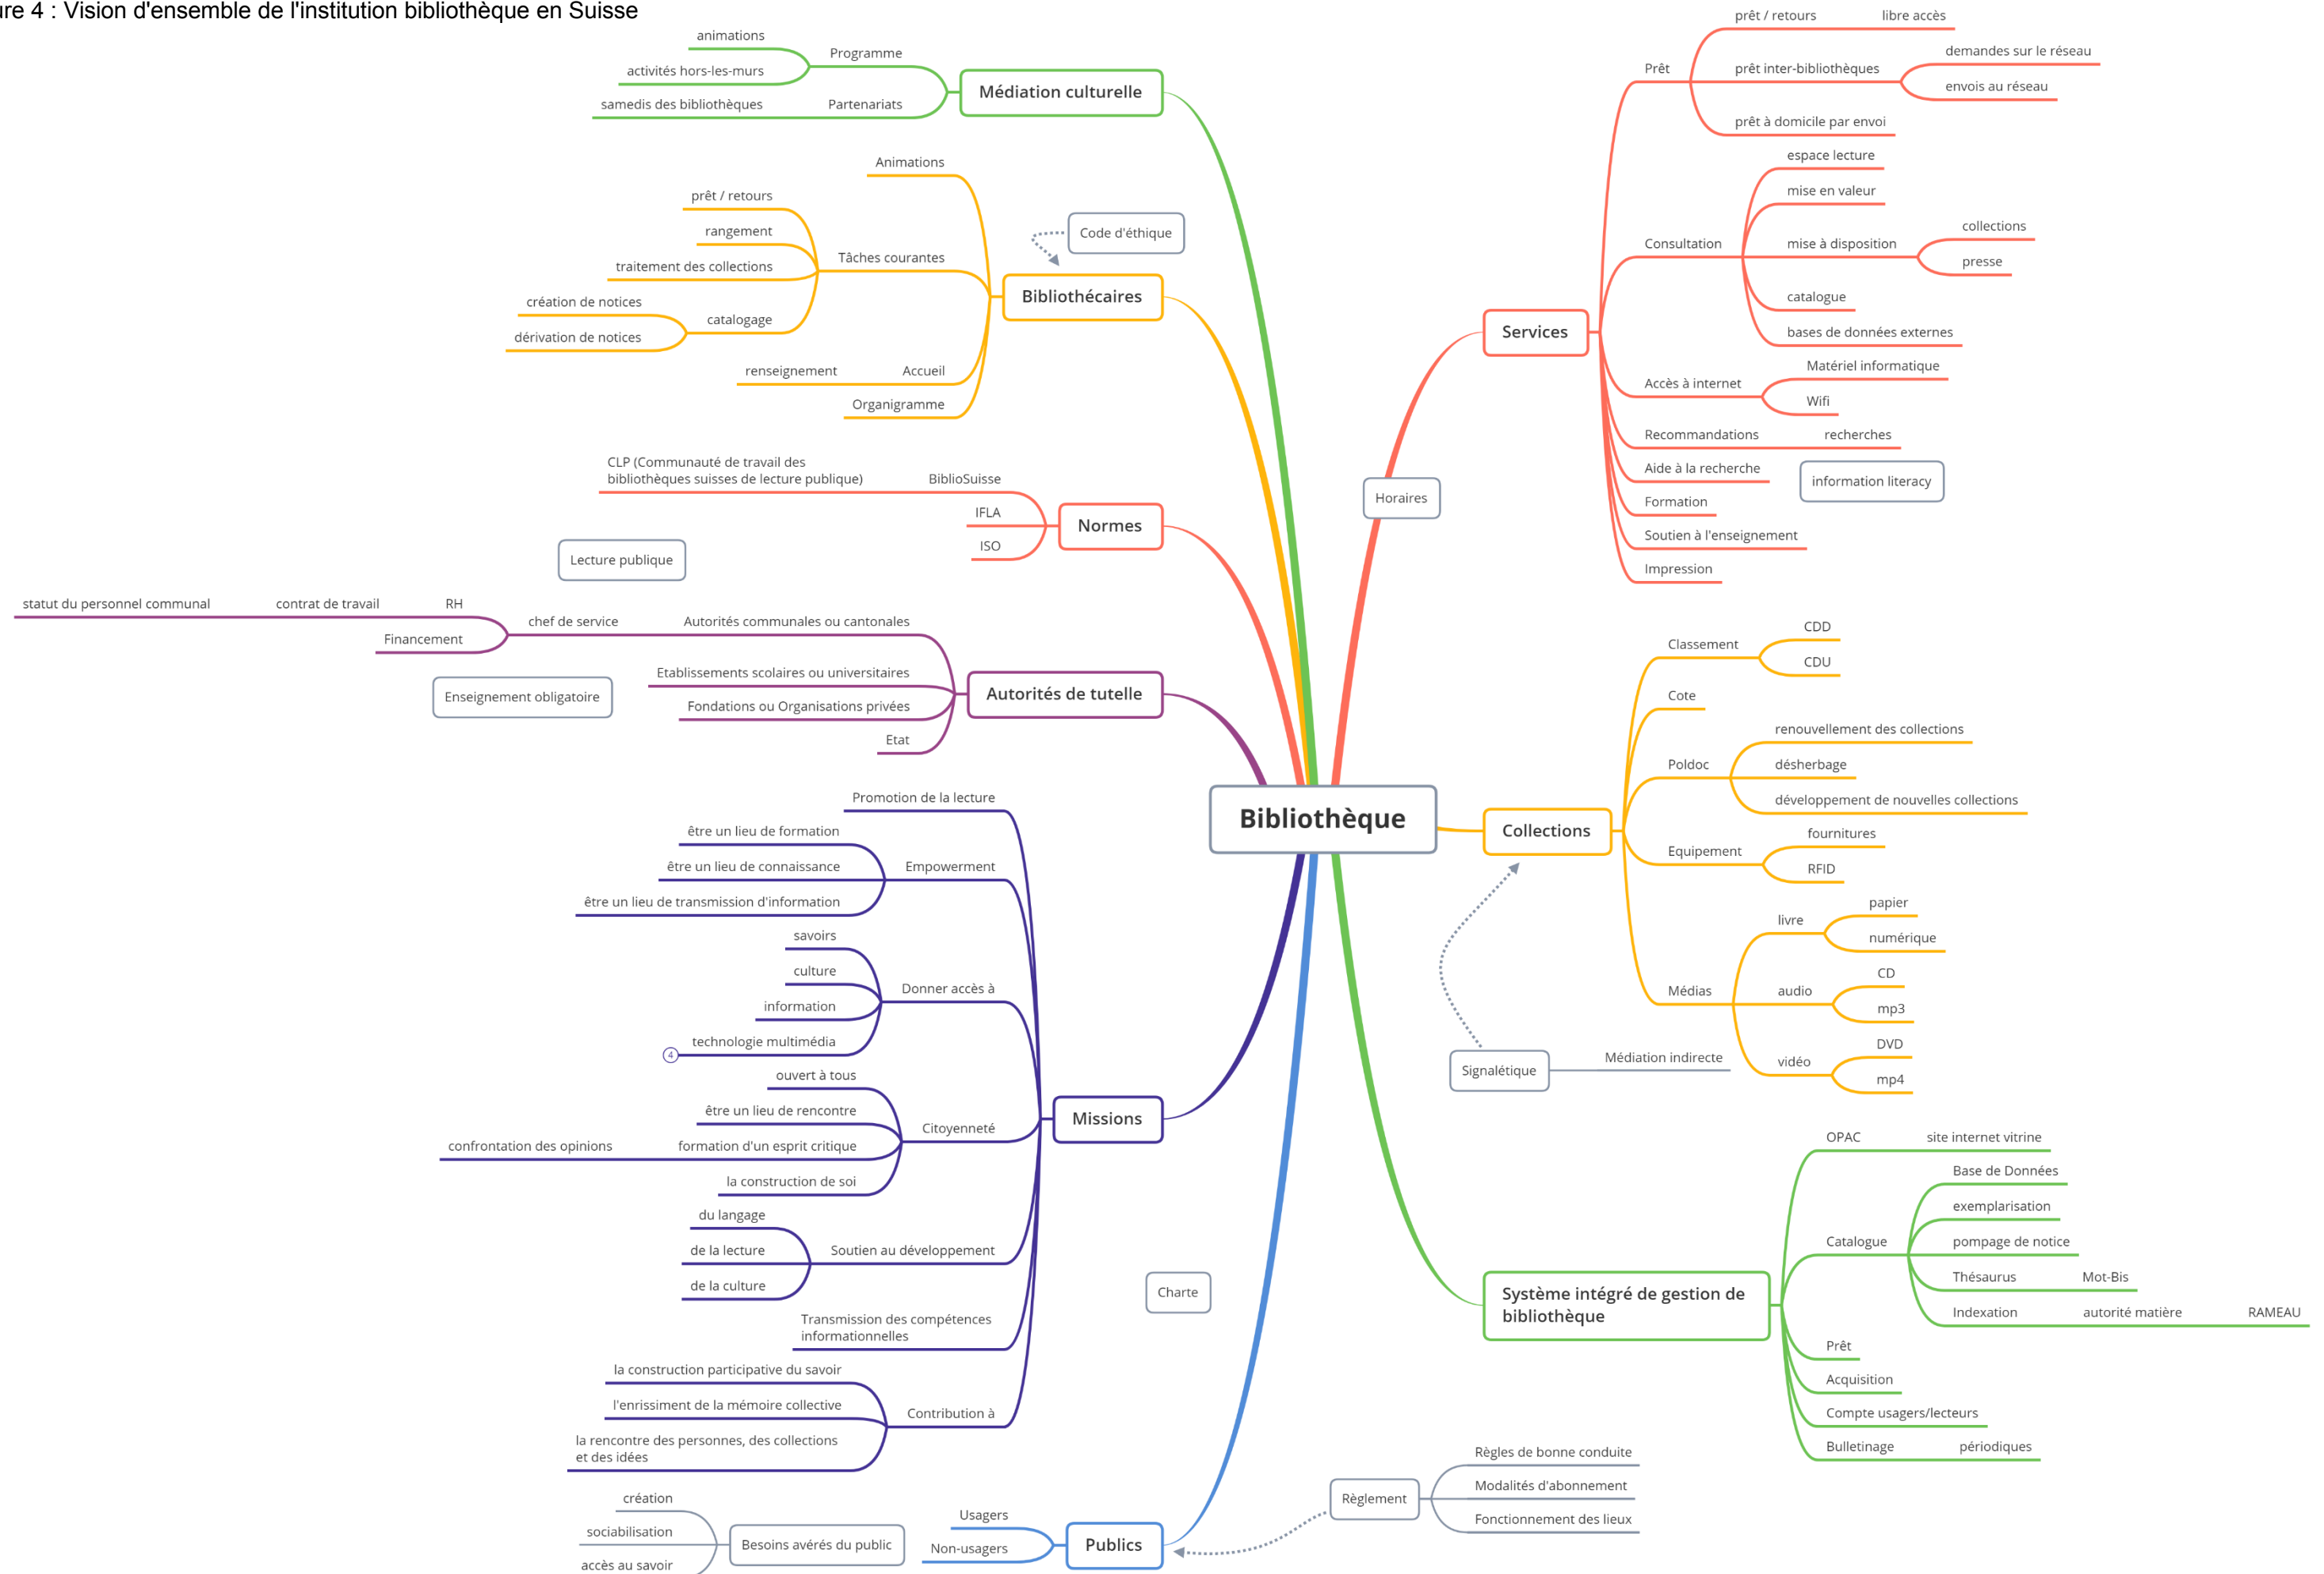 ure 4 : Vision d'ensemble de l'institution bibliothèque en Suisse
Bibliothèque
Médiation culturelle
Programme
animations
activités hors-les-murs
Partenariats
samedis des bibliothèques
Bibliothécaires
Code d'éthique
Animations
Tâches courantes
prêt / retours
rangement
traitement des collections
catalogage
création de notices
dérivation de notices
Accueil
renseignement
Organigramme
Normes
BiblioSuisse
CLP (Communauté de travail des
bibliothèques suisses de lecture publique)
IFLA
ISO
Lecture publique
Autorités de tutelle
Autorités communales ou cantonales
chef de service
RH
contrat de travail
statut du personnel communal
Financement
Etablissements scolaires ou universitaires
Enseignement obligatoire
Fondations ou Organisations privées
Etat
Missions
Promotion de la lecture
Empowerment
être un lieu de formation
être un lieu de connaissance
être un lieu de transmission d'information
Donner accès à
savoirs
culture
information
technologie multimédia
4
Citoyenneté
ouvert à tous
être un lieu de rencontre
formation d'un esprit critique
confrontation des opinions
la construction de soi
Soutien au développement
du langage
de la lecture
de la culture
Transmission des compétences
informationnelles
Contribution à
la construction participative du savoir
l'enrissiment de la mémoire collective
la rencontre des personnes, des collections
et des idées
Charte
Publics
Usagers
Non-usagers
Besoins avérés du public
création
sociabilisation
accès au savoir
Règlement
Règles de bonne conduite
Modalités d'abonnement
Fonctionnement des lieux
Horaires
Services
Prêt
prêt / retours
libre accès
prêt inter-bibliothèques
demandes sur le réseau
envois au réseau
prêt à domicile par envoi
Consultation
espace lecture
mise en valeur
mise à disposition
collections
presse
catalogue
bases de données externes
Accès à internet
Matériel informatique
Wifi
Recommandations
recherches
Aide à la recherche
information literacy
Formation
Soutien à l'enseignement
Impression
Collections
Classement
CDD
CDU
Cote
Poldoc
renouvellement des collections
désherbage
développement de nouvelles collections
Equipement
fournitures
RFID
Médias
livre
papier
numérique
audio
CD
mp3
vidéo
DVD
mp4
Signalétique
Médiation indirecte
Système intégré de gestion de
bibliothèque
OPAC
site internet vitrine
Catalogue
Base de Données
exemplarisation
pompage de notice
Thésaurus
Mot-Bis
Indexation
autorité matière
RAMEAU
Prêt
Acquisition
Compte usagers/lecteurs
Bulletinage
périodiques